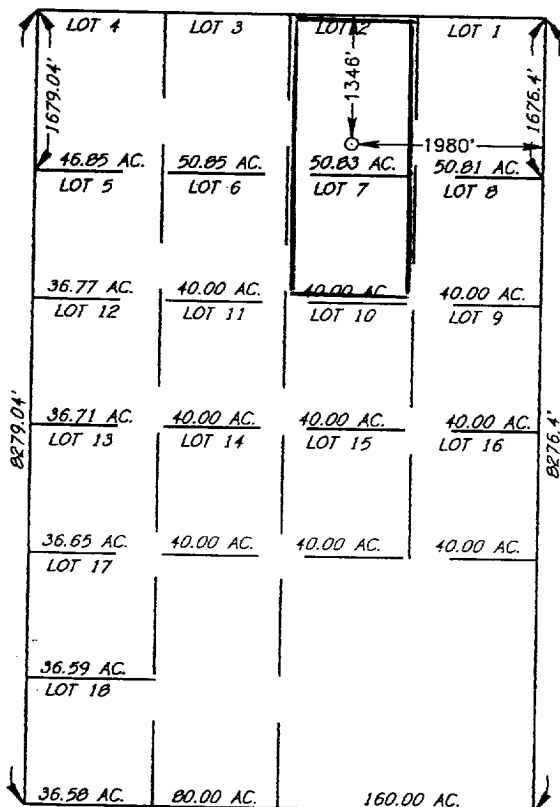 LOT 4 LOT 3 LOT 2 LOT 1
1679.04' 1346' 1676.4'
1980'
46.85 AC. 50.85 AC. 50.83 AC. 50.81 AC.
LOT 5 LOT 6 LOT 7 LOT 8
36.77 AC. 40.00 AC. 40.00 AC. 40.00 AC.
LOT 12 LOT 11 LOT 10 LOT 9
8279.04' 8276.4'
36.71 AC. 40.00 AC. 40.00 AC. 40.00 AC.
LOT 13 LOT 14 LOT 15 LOT 16
36.65 AC. 40.00 AC. 40.00 AC. 40.00 AC.
LOT 17
36.59 AC.
LOT 18
36.58 AC. 80.00 AC. 160.00 AC.